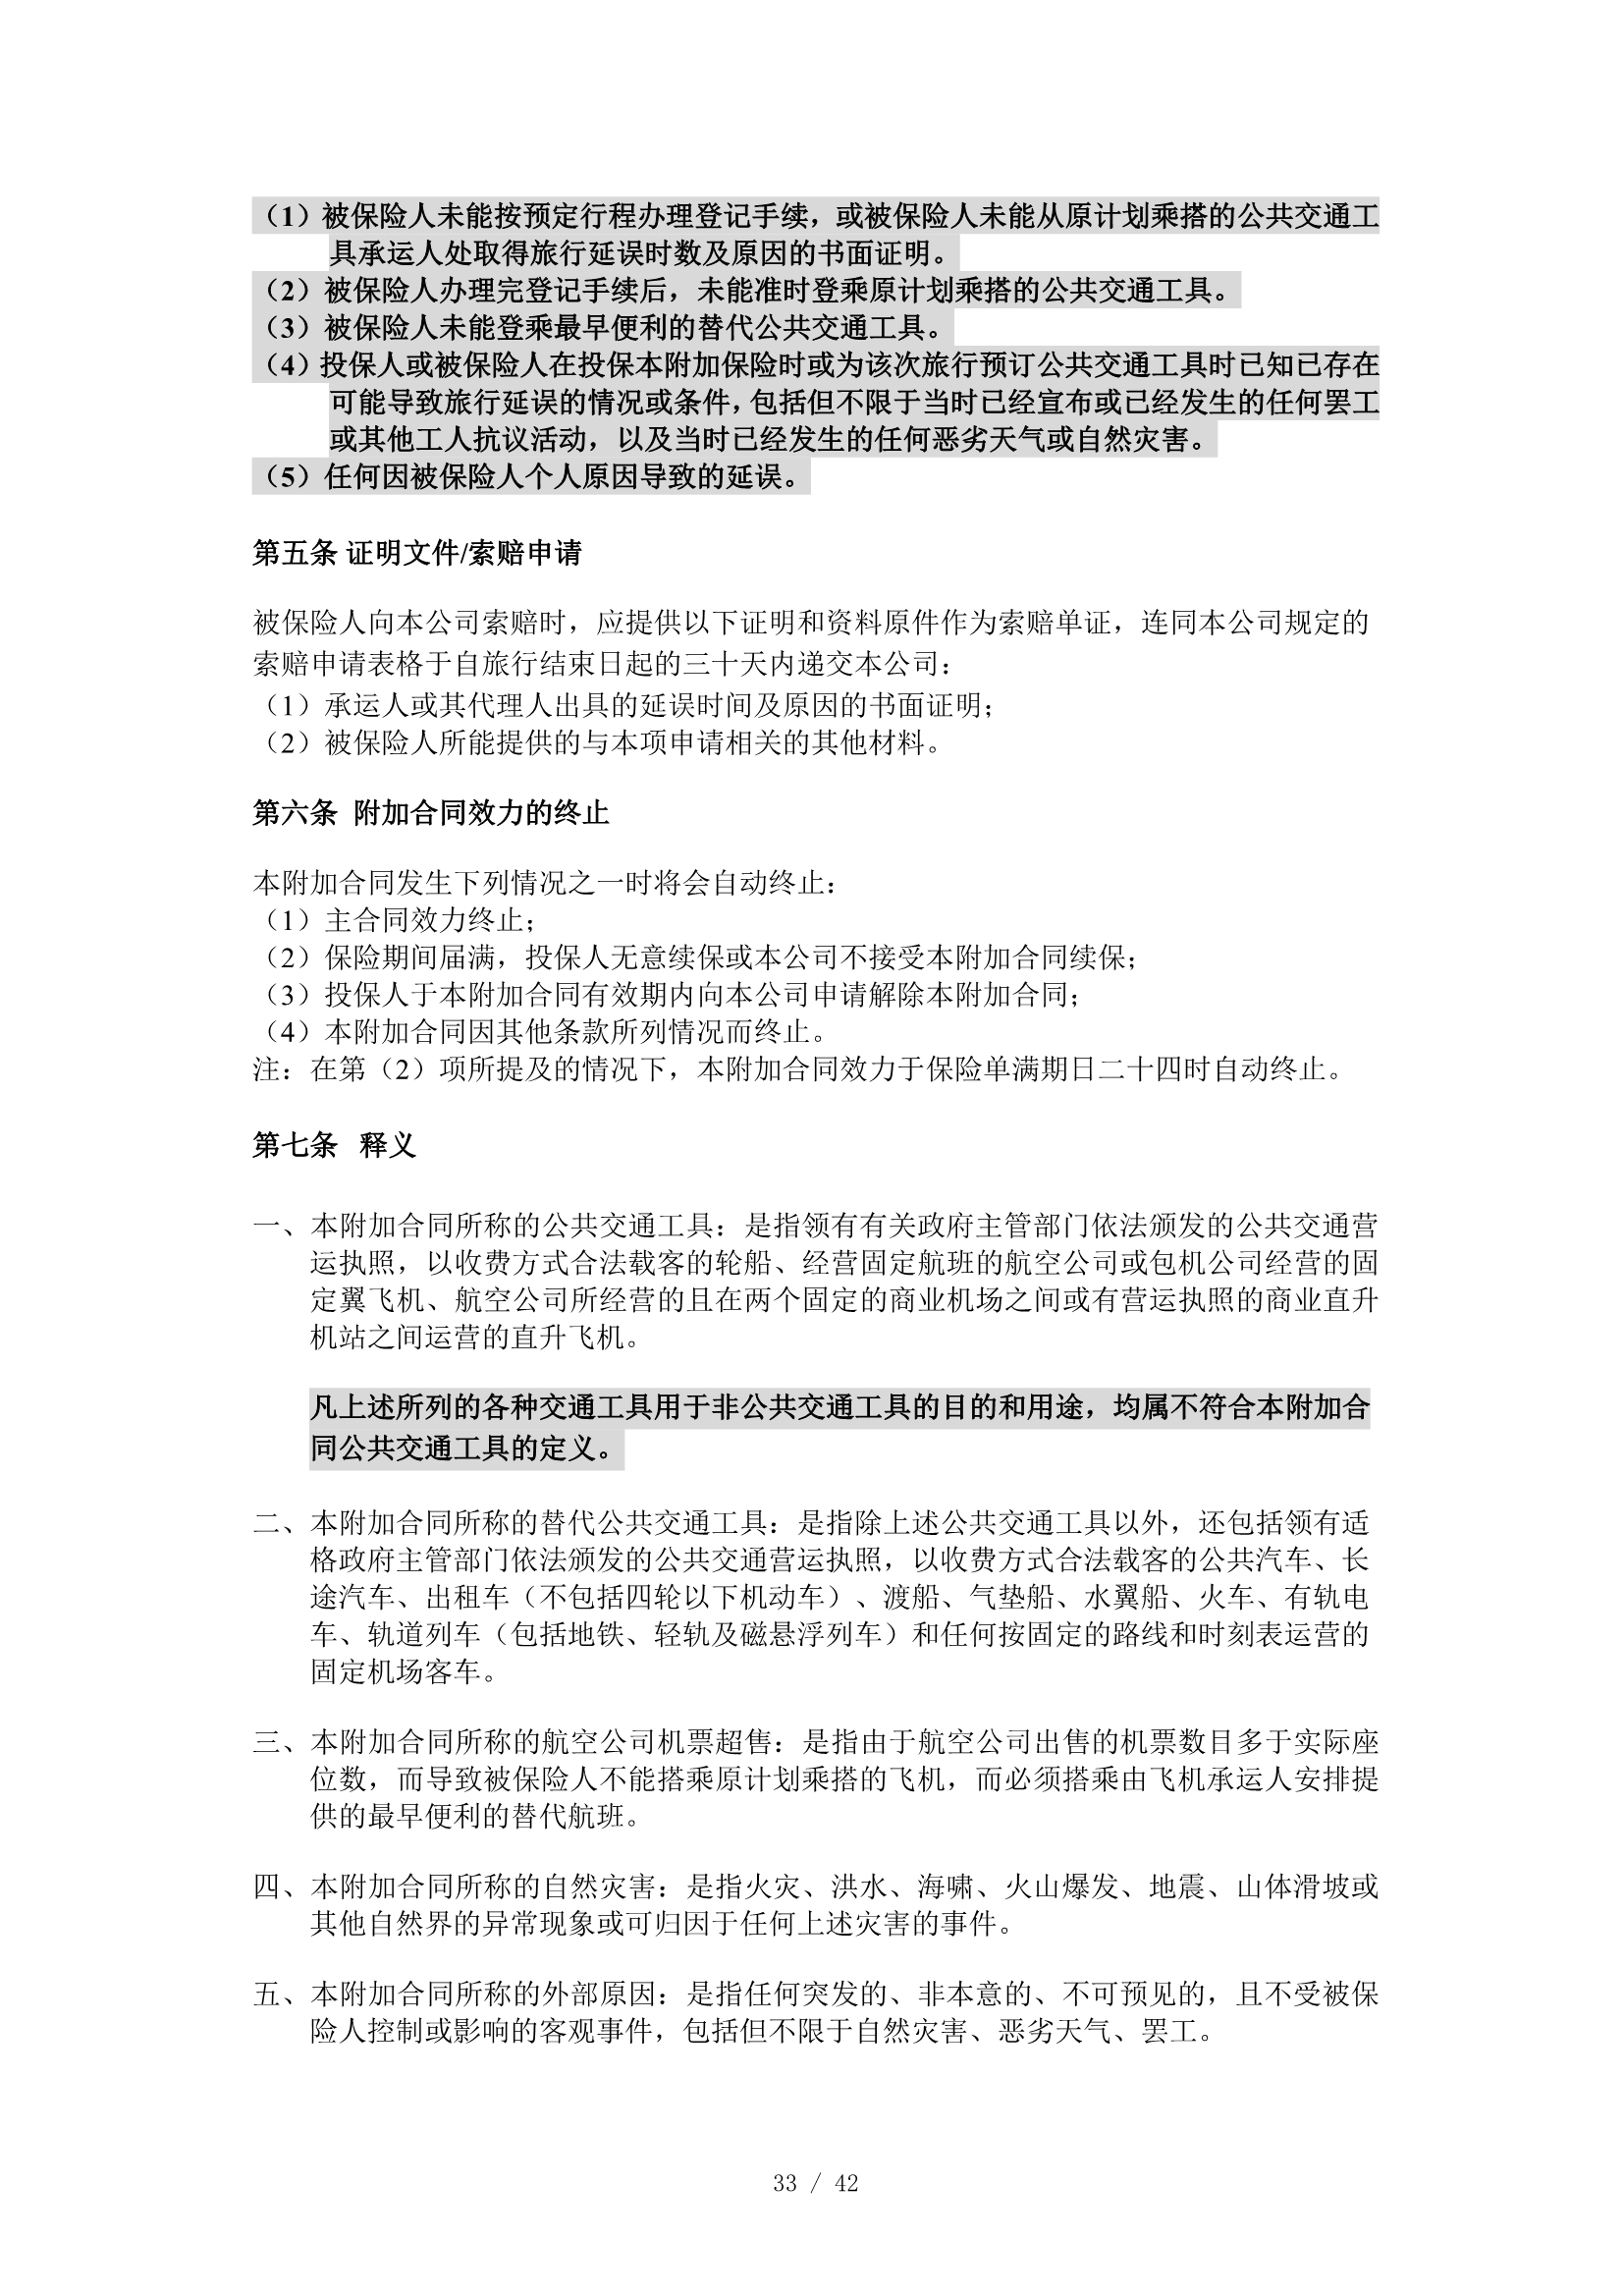 （1）被保险人未能按预定行程办理登记手续，或被保险人未能从原计划乘搭的公共交通工
具承运人处取得旅行延误时数及原因的书面证明。
（2）被保险人办理完登记手续后，未能准时登乘原计划乘搭的公共交通工具。
（3）被保险人未能登乘最早便利的替代公共交通工具。
（4）投保人或被保险人在投保本附加保险时或为该次旅行预订公共交通工具时已知已存在
可能导致旅行延误的情况或条件，包括但不限于当时已经宣布或已经发生的任何罢工
或其他工人抗议活动，以及当时已经发生的任何恶劣天气或自然灾害。
（5）任何因被保险人个人原因导致的延误。
第五条 证明文件/索赔申请
被保险人向本公司索赔时，应提供以下证明和资料原件作为索赔单证，连同本公司规定的
索赔申请表格于自旅行结束日起的三十天内递交本公司：
（1）承运人或其代理人出具的延误时间及原因的书面证明；
（2）被保险人所能提供的与本项申请相关的其他材料。
第六条 附加合同效力的终止
本附加合同发生下列情况之一时将会自动终止：
（1）主合同效力终止；
（2）保险期间届满，投保人无意续保或本公司不接受本附加合同续保；
（3）投保人于本附加合同有效期内向本公司申请解除本附加合同；
（4）本附加合同因其他条款所列情况而终止。
注：在第（2）项所提及的情况下，本附加合同效力于保险单满期日二十四时自动终止。
第七条 释义
一、本附加合同所称的公共交通工具：是指领有有关政府主管部门依法颁发的公共交通营
运执照，以收费方式合法载客的轮船、经营固定航班的航空公司或包机公司经营的固
定翼飞机、航空公司所经营的且在两个固定的商业机场之间或有营运执照的商业直升
机站之间运营的直升飞机。
凡上述所列的各种交通工具用于非公共交通工具的目的和用途，均属不符合本附加合
同公共交通工具的定义。
二、本附加合同所称的替代公共交通工具：是指除上述公共交通工具以外，还包括领有适
格政府主管部门依法颁发的公共交通营运执照，以收费方式合法载客的公共汽车、长
途汽车、出租车（不包括四轮以下机动车）、渡船、气垫船、水翼船、火车、有轨电
车、轨道列车（包括地铁、轻轨及磁悬浮列车）和任何按固定的路线和时刻表运营的
固定机场客车。
三、本附加合同所称的航空公司机票超售：是指由于航空公司出售的机票数目多于实际座
位数，而导致被保险人不能搭乘原计划乘搭的飞机，而必须搭乘由飞机承运人安排提
供的最早便利的替代航班。
四、本附加合同所称的自然灾害：是指火灾、洪水、海啸、火山爆发、地震、山体滑坡或
其他自然界的异常现象或可归因于任何上述灾害的事件。
五、本附加合同所称的外部原因：是指任何突发的、非本意的、不可预见的，且不受被保
险人控制或影响的客观事件，包括但不限于自然灾害、恶劣天气、罢工。
33 / 42